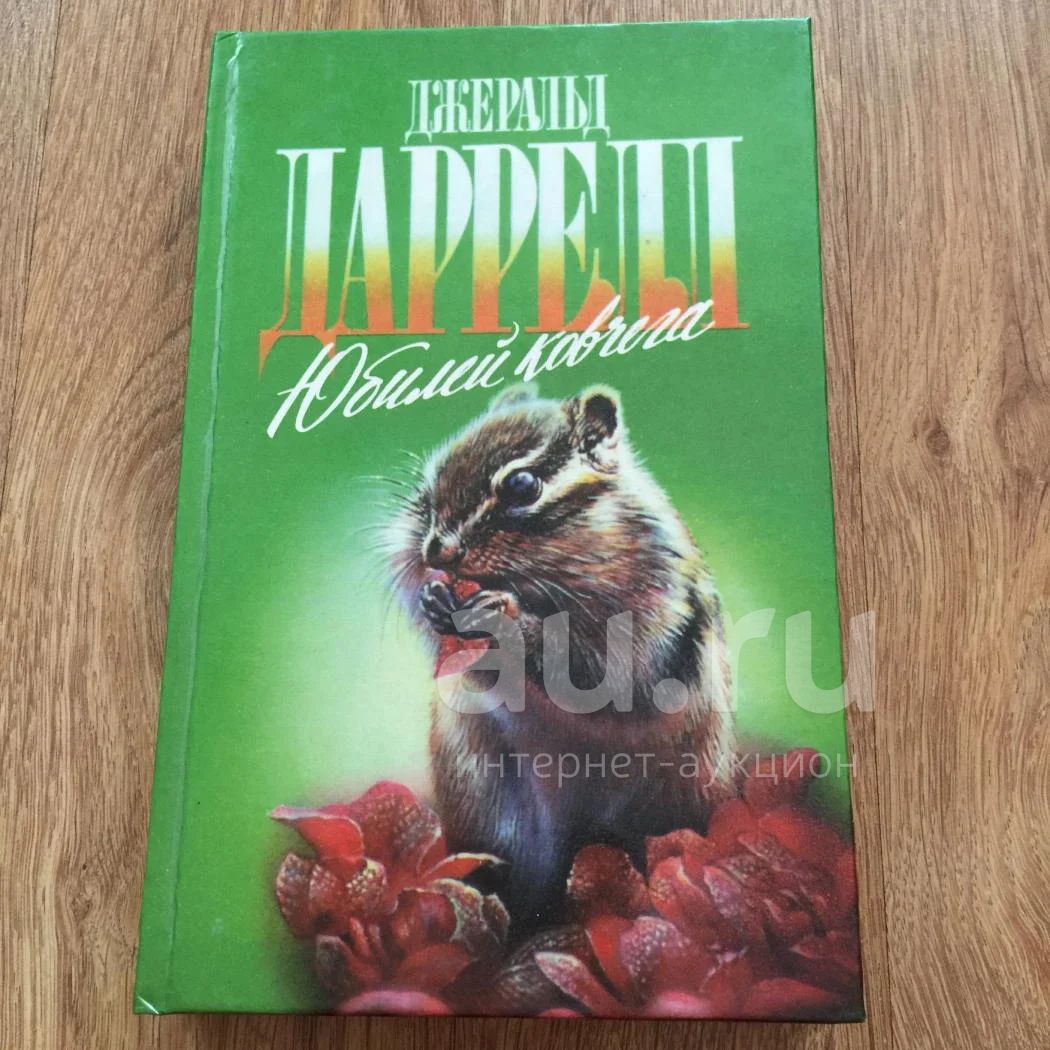 ДЖЕРАЛЬД
ДАРРЕЛЛ
Юбилей ковчега
au.ru
интернет-аукцион